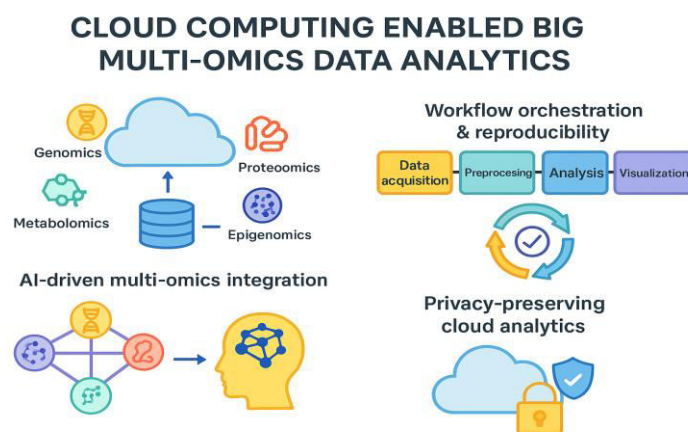 CLOUD COMPUTING ENABLED BIG
MULTI-OMICS DATA ANALYTICS
Genomics
Proteoomics
Metabolomics
Epigenomics
AI-driven multi-omics integration
Workflow orchestration
& reproducibility
Data
acquisition
Preprocesing
Analysis
Visualization
Privacy-preserving
cloud analytics